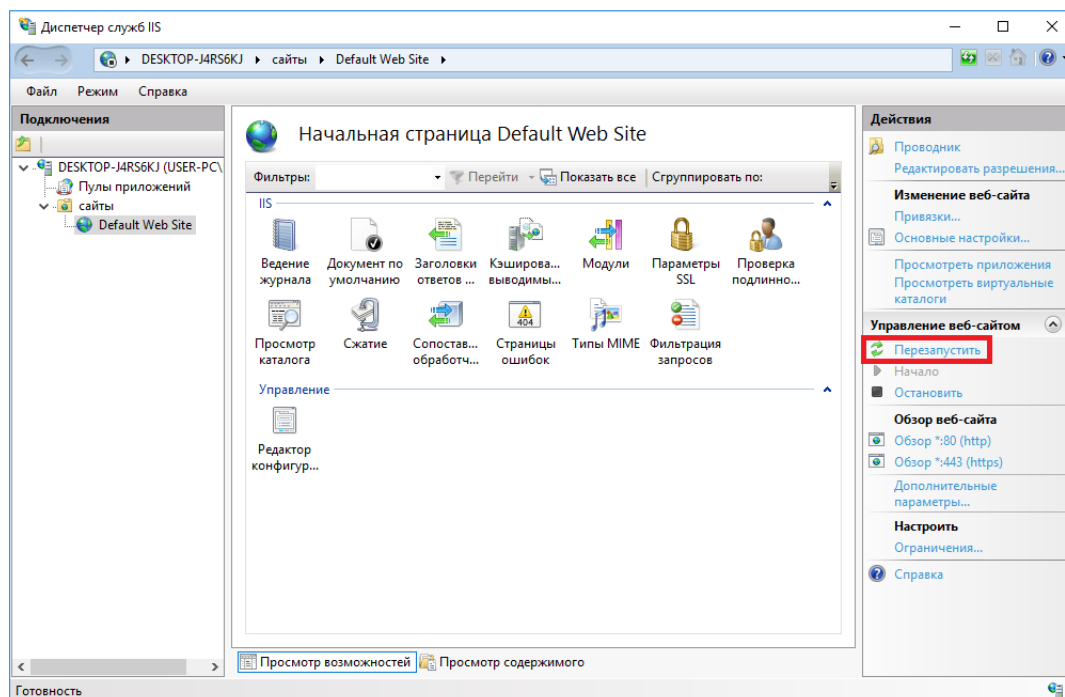 Диспетчер служб IIS
DESKTOP-J4RS6KJ
сайты
Default Web Site
Файл Режим Справка
Подключения
DESKTOP-J4RS6KJ (USER-PC\
Пулы приложений
сайты
Default Web Site
Начальная страница Default Web Site
Фильтры: Перейти Показать все Сгруппировать по:
IIS
Ведение
журнала
Документ по
умолчанию
Заголовки
ответов ...
Кэширова...
выводимы...
Модули
Параметры
SSL
Проверка
подлинно...
Просмотр
каталога
Сжатие
Сопостав...
обработч...
404
Страницы
ошибок
Типы MIME
Фильтрация
запросов
Управление
Редактор
конфигур...
Просмотр возможностей
Просмотр содержимого
Действия
Проводник
Редактировать разрешения...
Изменение веб-сайта
Привязки...
Основные настройки...
Просмотреть приложения
Просмотреть виртуальные
каталоги
Управление веб-сайтом
Перезапустить
Начало
Остановить
Обзор веб-сайта
Обзор *:80 (http)
Обзор *:443 (https)
Дополнительные
параметры...
Настроить
Ограничения...
Справка
Готовность